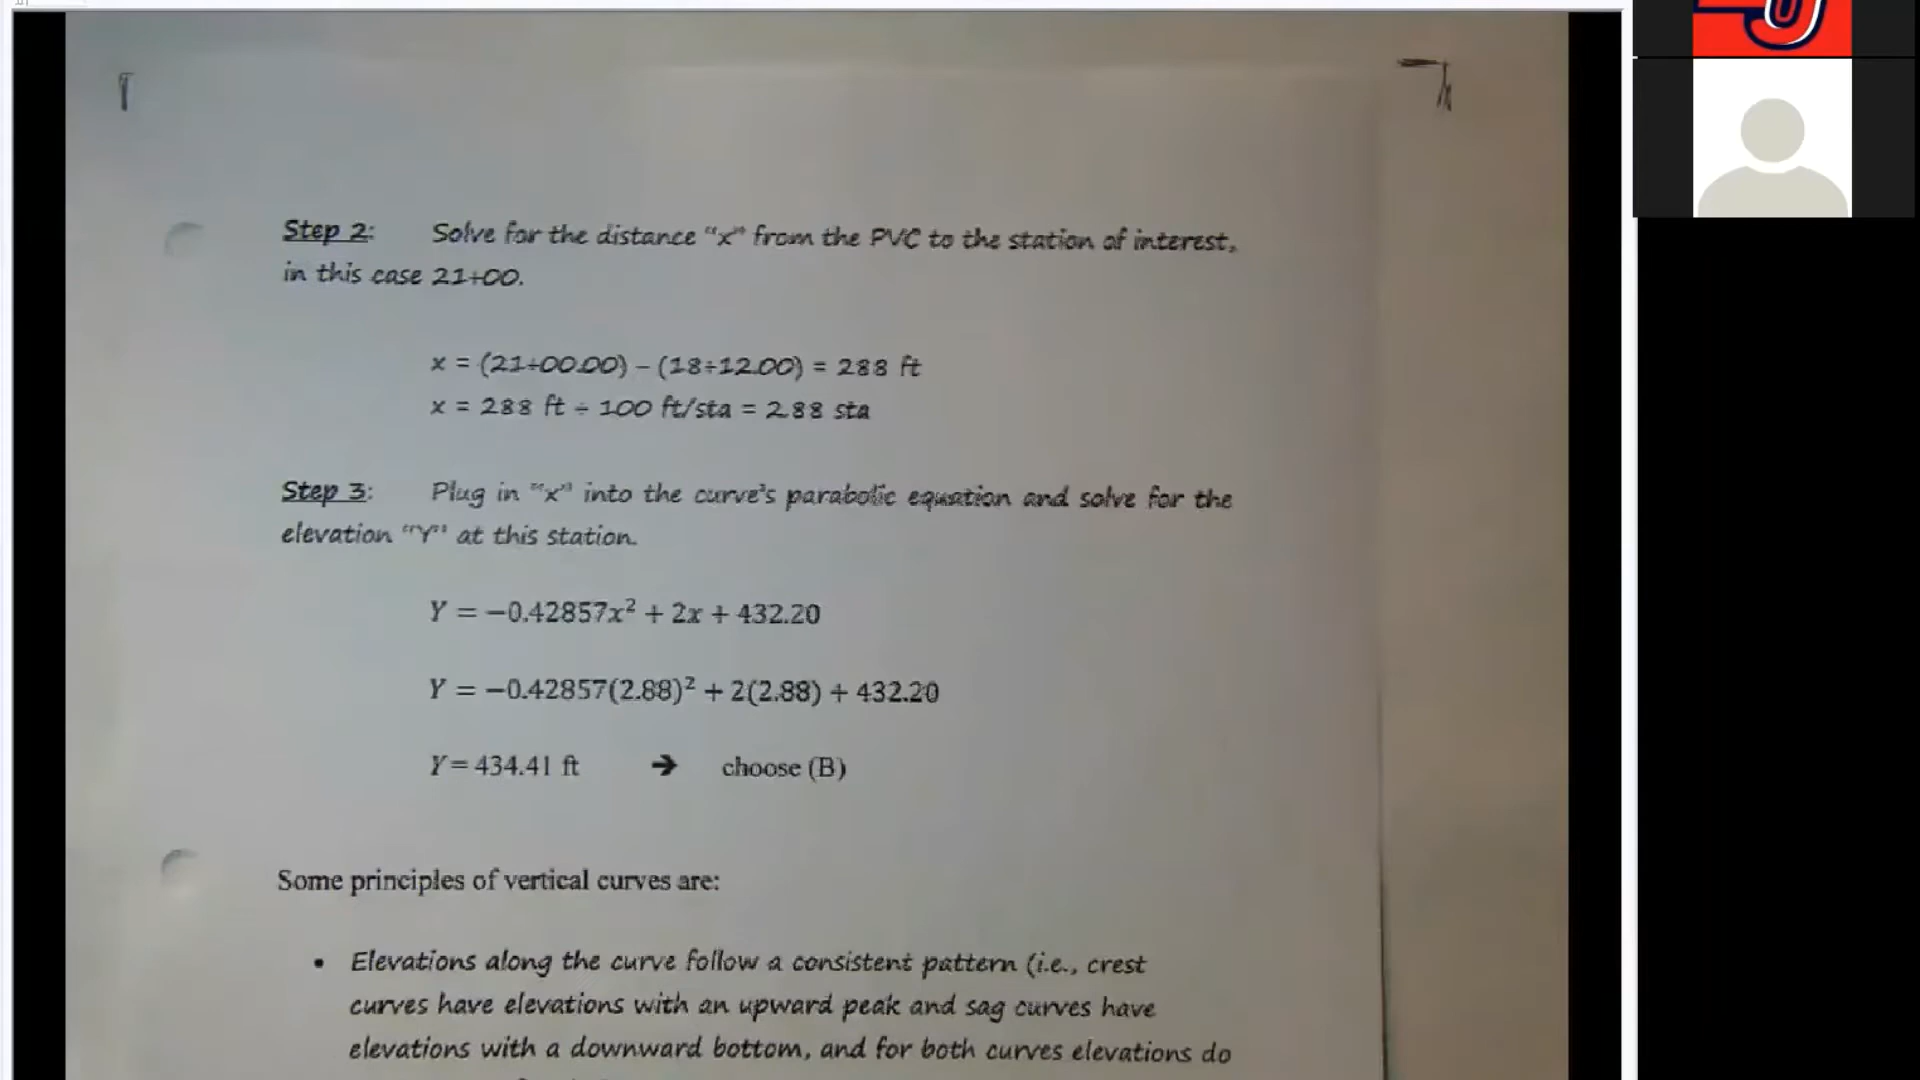 Step 2: Solve for the distance "x" from the PVC to the station of interest,
in this case 21+00.
x = (21+00.00) – (18+12.00) = 288 ft
x = 288 ft ÷ 100 ft/sta = 2.88 sta
Step 3: Plug in "x" into the curve's parabolic equation and solve for the
elevation "Y" at this station.
Y = −0.42857x² + 2x + 432.20
Y = −0.42857(2.88)² + 2(2.88) + 432.20
Y = 434.41 ft ➔ choose (B)
Some principles of vertical curves are:
• Elevations along the curve follow a consistent pattern (i.e., crest
curves have elevations with an upward peak and sag curves have
elevations with a downward bottom, and for both curves elevations do